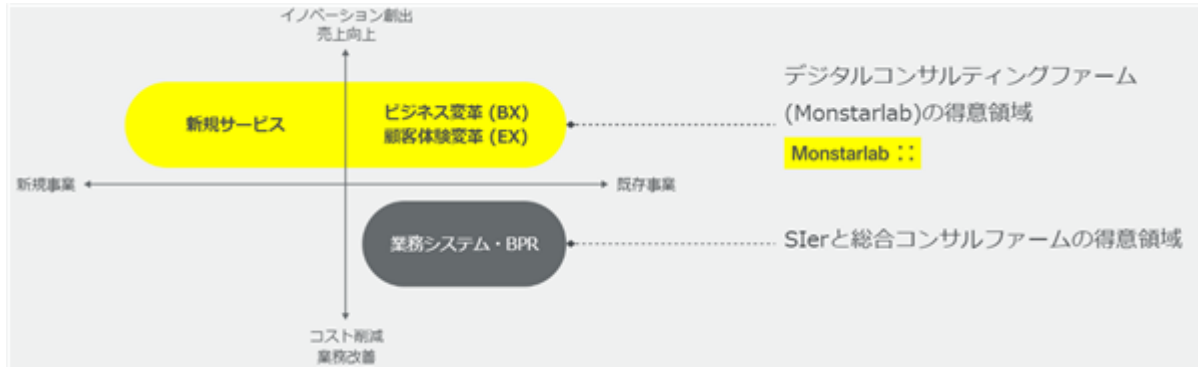 イノベーション創出
売上向上
デジタルコンサルティングファーム
(Monstarlab)の得意領域
Monstarlab
新規サービス
ビジネス変革 (BX)
顧客体験変革 (EX)
新規事業
既存事業
業務システム・BPR
SIerと総合コンサルファームの得意領域
コスト削減
業務改善